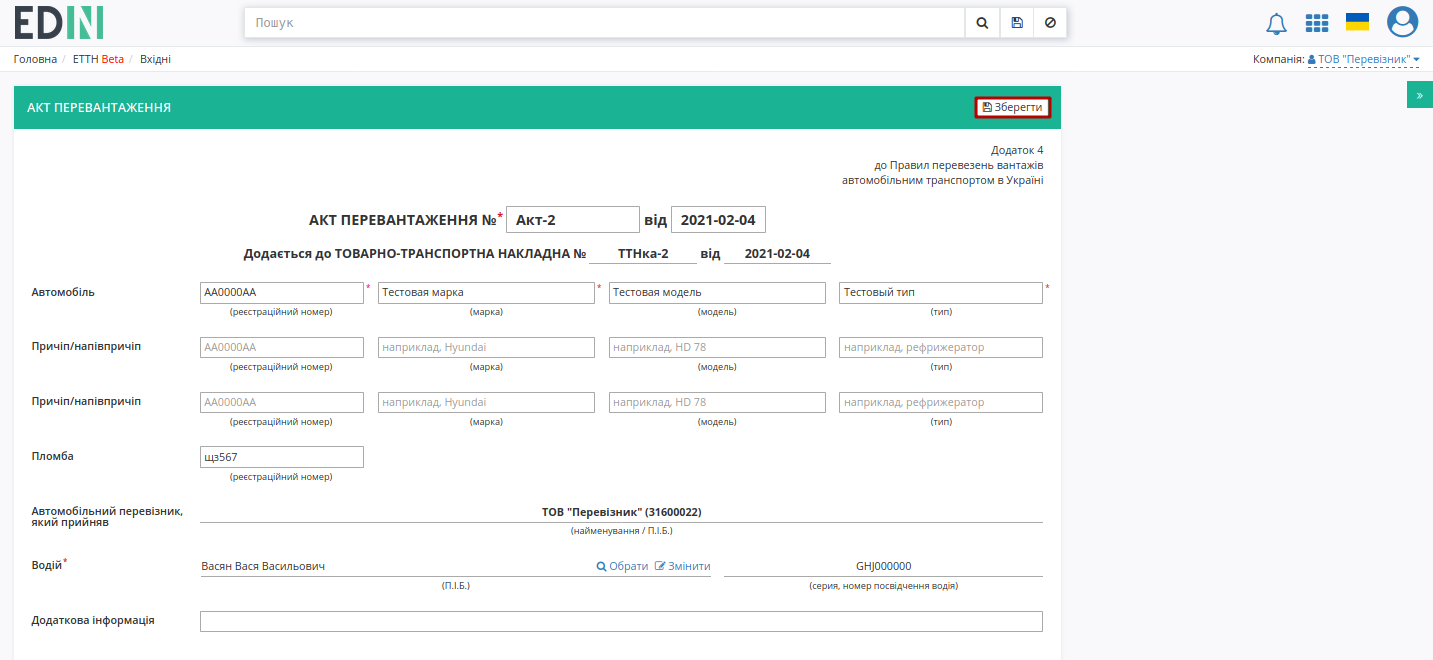 EDIN
Пошук
Головна / ЕТТН Beta / Вхідні
Компанія: ТОВ "Перевізник"
»
АКТ ПЕРЕВАНТАЖЕННЯ
Зберегти
Додаток 4
до Правил перевезень вантажів
автомобільним транспортом в Україні
АКТ ПЕРЕВАНТАЖЕННЯ №* Акт-2 від 2021-02-04
Додається до ТОВАРНО-ТРАНСПОРТНА НАКЛАДНА № ТТНка-2 від 2021-02-04
Автомобіль АА0000АА * Тестовая марка * Тестовая модель Тестовый тип *
(реєстраційний номер) (марка) (модель) (тип)
Причіп/напівпричіп АА0000АА наприклад, Hyundai наприклад, HD 78 наприклад, рефрижератор
(реєстраційний номер) (марка) (модель) (тип)
Причіп/напівпричіп АА0000АА наприклад, Hyundai наприклад, HD 78 наприклад, рефрижератор
(реєстраційний номер) (марка) (модель) (тип)
Пломба щз567
(реєстраційний номер)
Автомобільний перевізник,
який прийняв
ТОВ "Перевізник" (31600022)
(найменування / П.І.Б.)
Водій* Васян Вася Васильович Обрати Змінити GHJ000000
(П.І.Б.) (серия, номер посвідчення водія)
Додаткова інформація